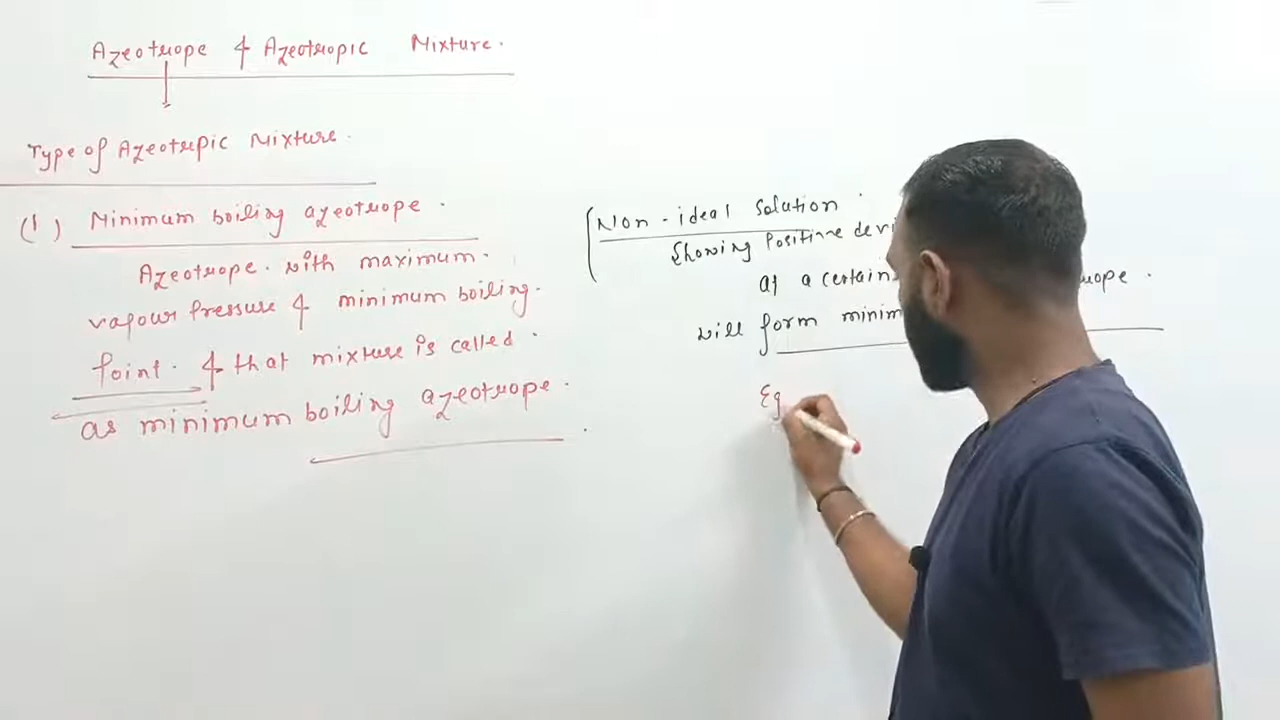 Azeotrope & Azeotropic Mixture.
Type of Azeotropic Mixture.
(1) Minimum boiling azeotrope.
Azeotrope. with maximum.
vapour pressure & minimum boiling.
point. & that mixture is called.
as minimum boiling azeotrope.
Non-ideal Solution.
Showing Positive devi
at a certain
will form minim
Eg